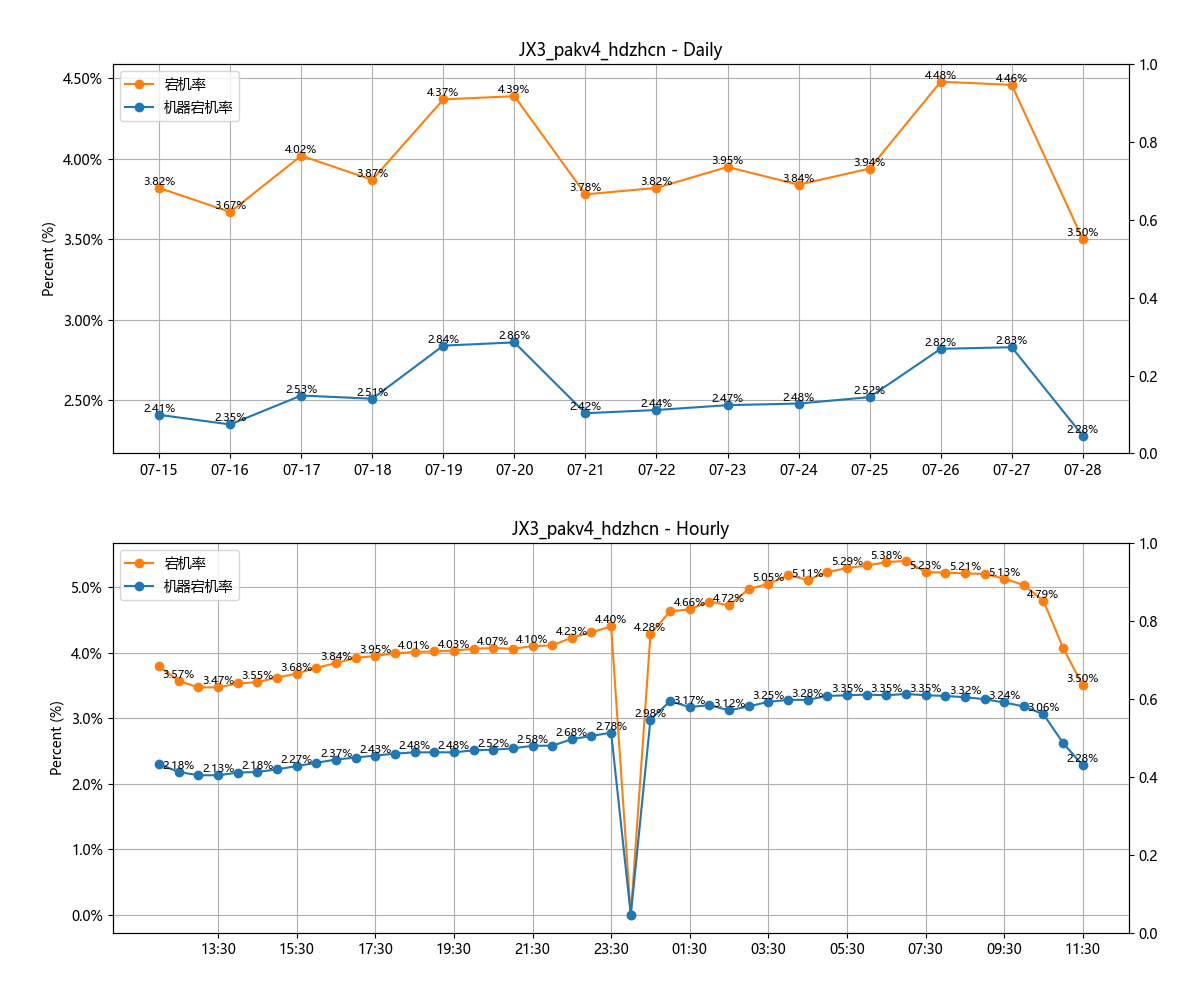 JX3_pakv4_hdzhcn - Daily
宕机率
机器宕机率
Percent (%)
4.50%
4.00%
3.50%
3.00%
2.50%
1.0
0.8
0.6
0.4
0.2
0.0
3.82% 3.67% 4.02% 3.87% 4.37% 4.39% 3.78% 3.82% 3.95% 3.84% 3.94% 4.48% 4.46% 3.50%
2.41% 2.35% 2.53% 2.51% 2.84% 2.86% 2.42% 2.44% 2.47% 2.48% 2.52% 2.82% 2.83% 2.28%
07-15 07-16 07-17 07-18 07-19 07-20 07-21 07-22 07-23 07-24 07-25 07-26 07-27 07-28
JX3_pakv4_hdzhcn - Hourly
宕机率
机器宕机率
Percent (%)
5.0%
4.0%
3.0%
2.0%
1.0%
0.0%
1.0
0.8
0.6
0.4
0.2
0.0
3.57% 3.47% 3.55% 3.68% 3.84% 3.95% 4.01% 4.03% 4.07% 4.10% 4.23% 4.40% 4.28% 4.66% 4.72% 5.05% 5.11% 5.29% 5.38% 5.23% 5.21% 5.13% 4.79% 3.50%
2.18% 2.13% 2.18% 2.27% 2.37% 2.43% 2.48% 2.48% 2.52% 2.58% 2.68% 2.78% 2.98% 3.17% 3.12% 3.25% 3.28% 3.35% 3.35% 3.35% 3.32% 3.24% 3.06% 2.28%
13:30 15:30 17:30 19:30 21:30 23:30 01:30 03:30 05:30 07:30 09:30 11:30